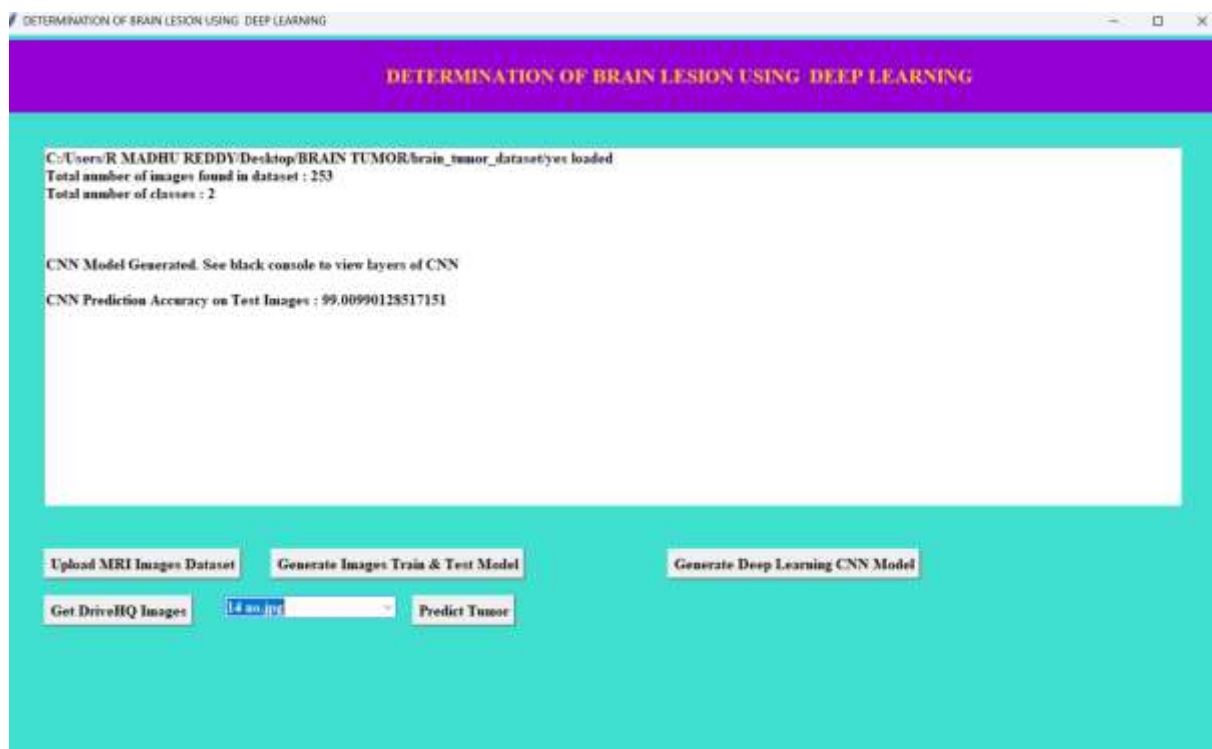 DETERMINATION OF BRAIN LESION USING DEEP LEARNING
DETERMINATION OF BRAIN LESION USING DEEP LEARNING
C:/Users/R MADHU REDDY/Desktop/BRAIN TUMOR/brain_tumor_dataset/yes loaded
Total number of images found in dataset : 253
Total number of classes : 2
CNN Model Generated. See black console to view layers of CNN
CNN Prediction Accuracy on Test Images : 99.00990128517151
Upload MRI Images Dataset
Generate Images Train & Test Model
Generate Deep Learning CNN Model
Get DriveHQ Images
14 no.jpg
Predict Tumor